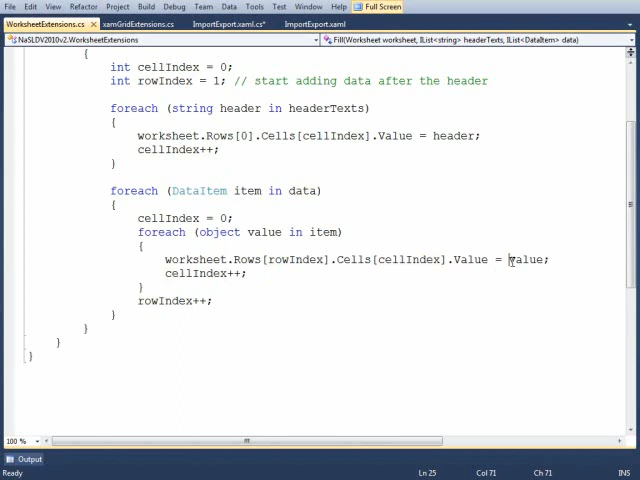 File Edit View Refactor Project Build Debug Team Data Tools Test Window Help Full Screen
WorksheetExtensions.cs xamGridExtensions.cs ImportExport.xaml.cs* ImportExport.xaml
NaSLDV2010v2.WorksheetExtensions Fill(Worksheet worksheet, IList<string> headerTexts, IList<DataItem> data)
{
int cellIndex = 0;
int rowIndex = 1; // start adding data after the header
foreach (string header in headerTexts)
{
worksheet.Rows[0].Cells[cellIndex].Value = header;
cellIndex++;
}
foreach (DataItem item in data)
{
cellIndex = 0;
foreach (object value in item)
{
worksheet.Rows[rowIndex].Cells[cellIndex].Value = value;
cellIndex++;
}
rowIndex++;
}
}
}
}
100 %
Output
Ready Ln 25 Col 71 Ch 71